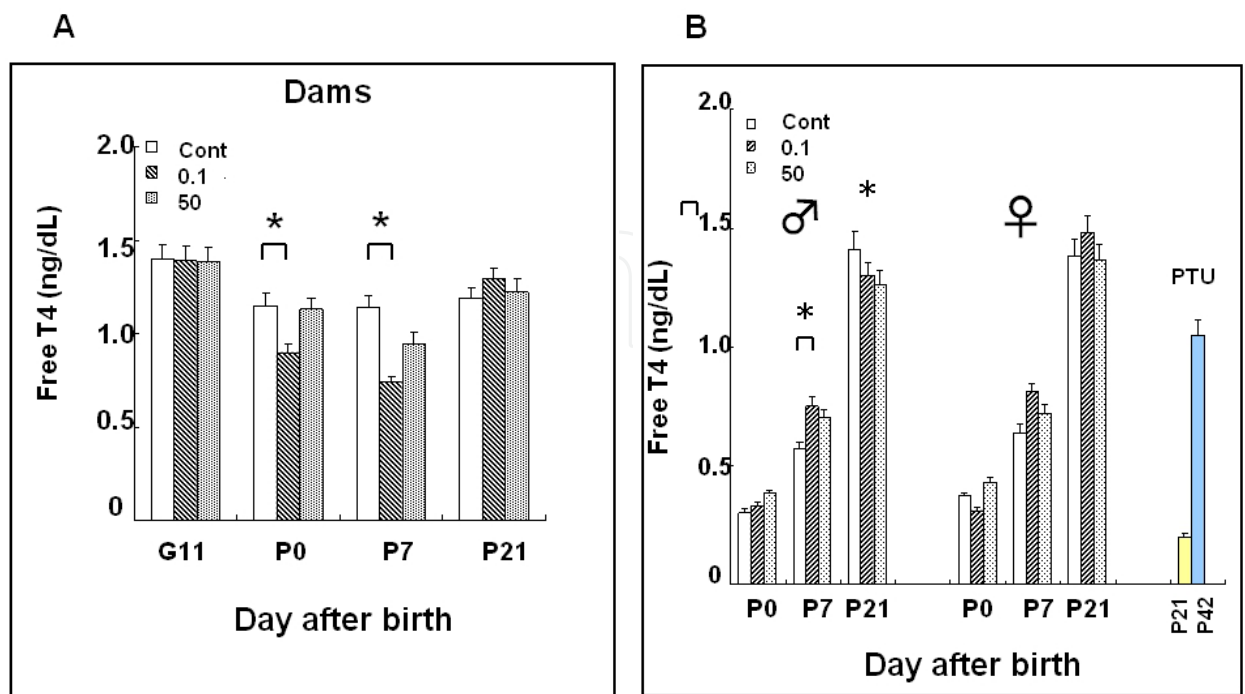 A
Dams
Free T4 (ng/dL)
2.0
1.5
1.0
0.5
0
Cont
0.1
50
*
*
G11 P0 P7 P21
Day after birth
B
Free T4 (ng/dL)
2.0
1.5
1.0
0.5
0
Cont
0.1
50
*
♂
*
♀
PTU
P0 P7 P21
P0 P7 P21
P21
P42
Day after birth